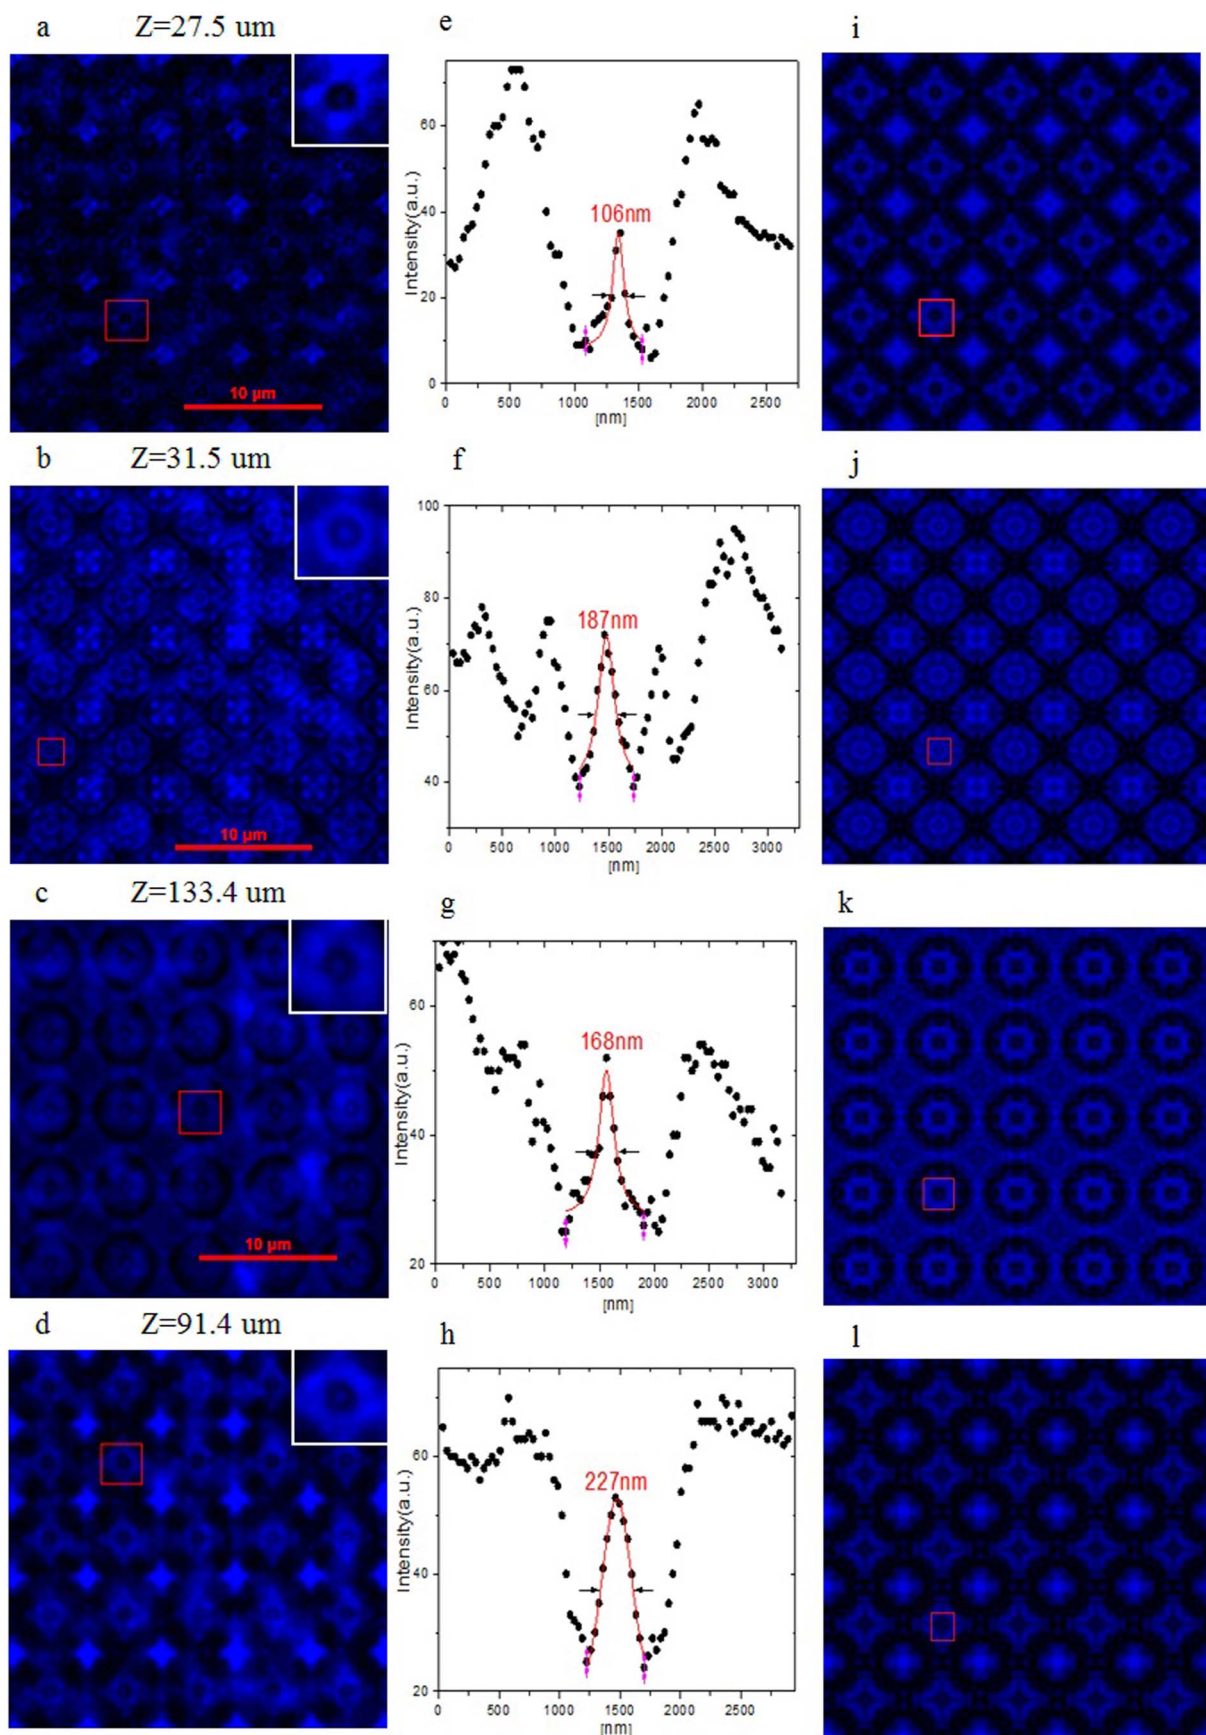 a Z=27.5 um e i
10 µm
Intensity(a.u.)
60
40
20
0
106nm
0 500 1000 1500 2000 2500
[nm]
b Z=31.5 um f j
10 µm
Intensity(a.u.)
100
80
60
40
187nm
0 500 1000 1500 2000 2500 3000
[nm]
c Z=133.4 um g k
10 µm
Intensity(a.u.)
60
40
20
168nm
0 500 1000 1500 2000 2500 3000
[nm]
d Z=91.4 um h l
Intensity(a.u.)
60
40
20
227nm
0 500 1000 1500 2000 2500
[nm]